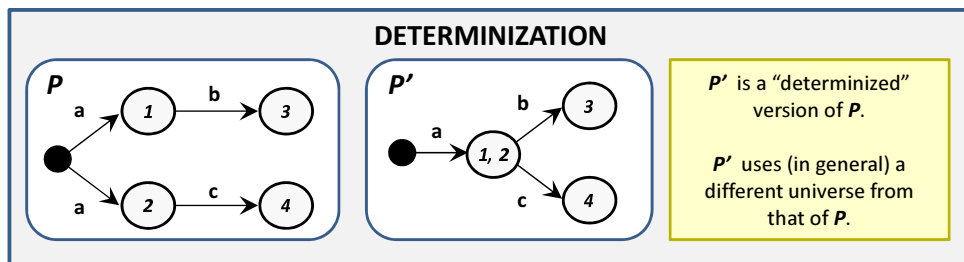 DETERMINIZATION
P
a
1
b
3
a
2
c
4
P’
a
1, 2
b
3
c
4
P’ is a “determinized”
version of P.
P’ uses (in general) a
different universe from
that of P.